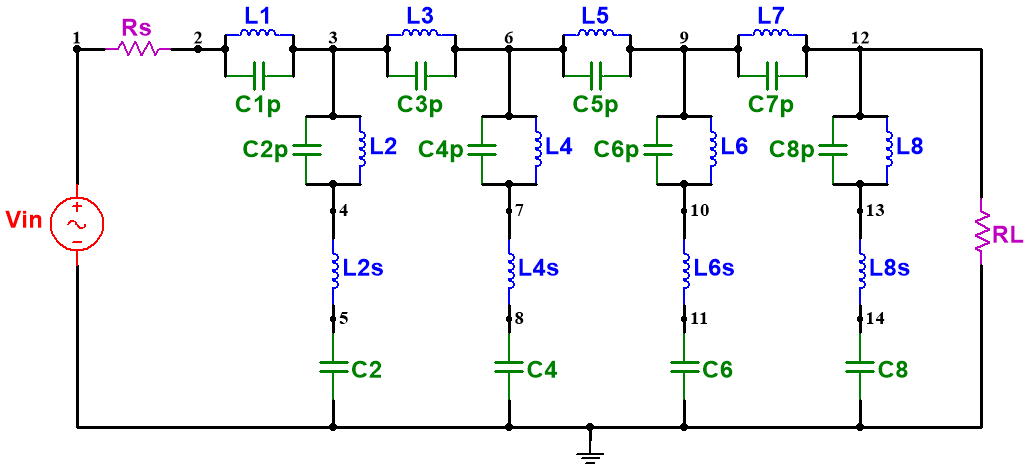 L1 L3 L5 L7
1 Rs 2 3 6 9 12
C1p C3p C5p C7p
C2p L2 C4p L4 C6p L6 C8p L8
4 7 10 13
Vin + − RL
L2s L4s L6s L8s
5 8 11 14
C2 C4 C6 C8